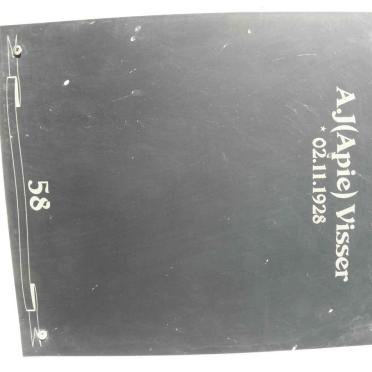 A.J(Apie) Visser
* 02.11.1928
58